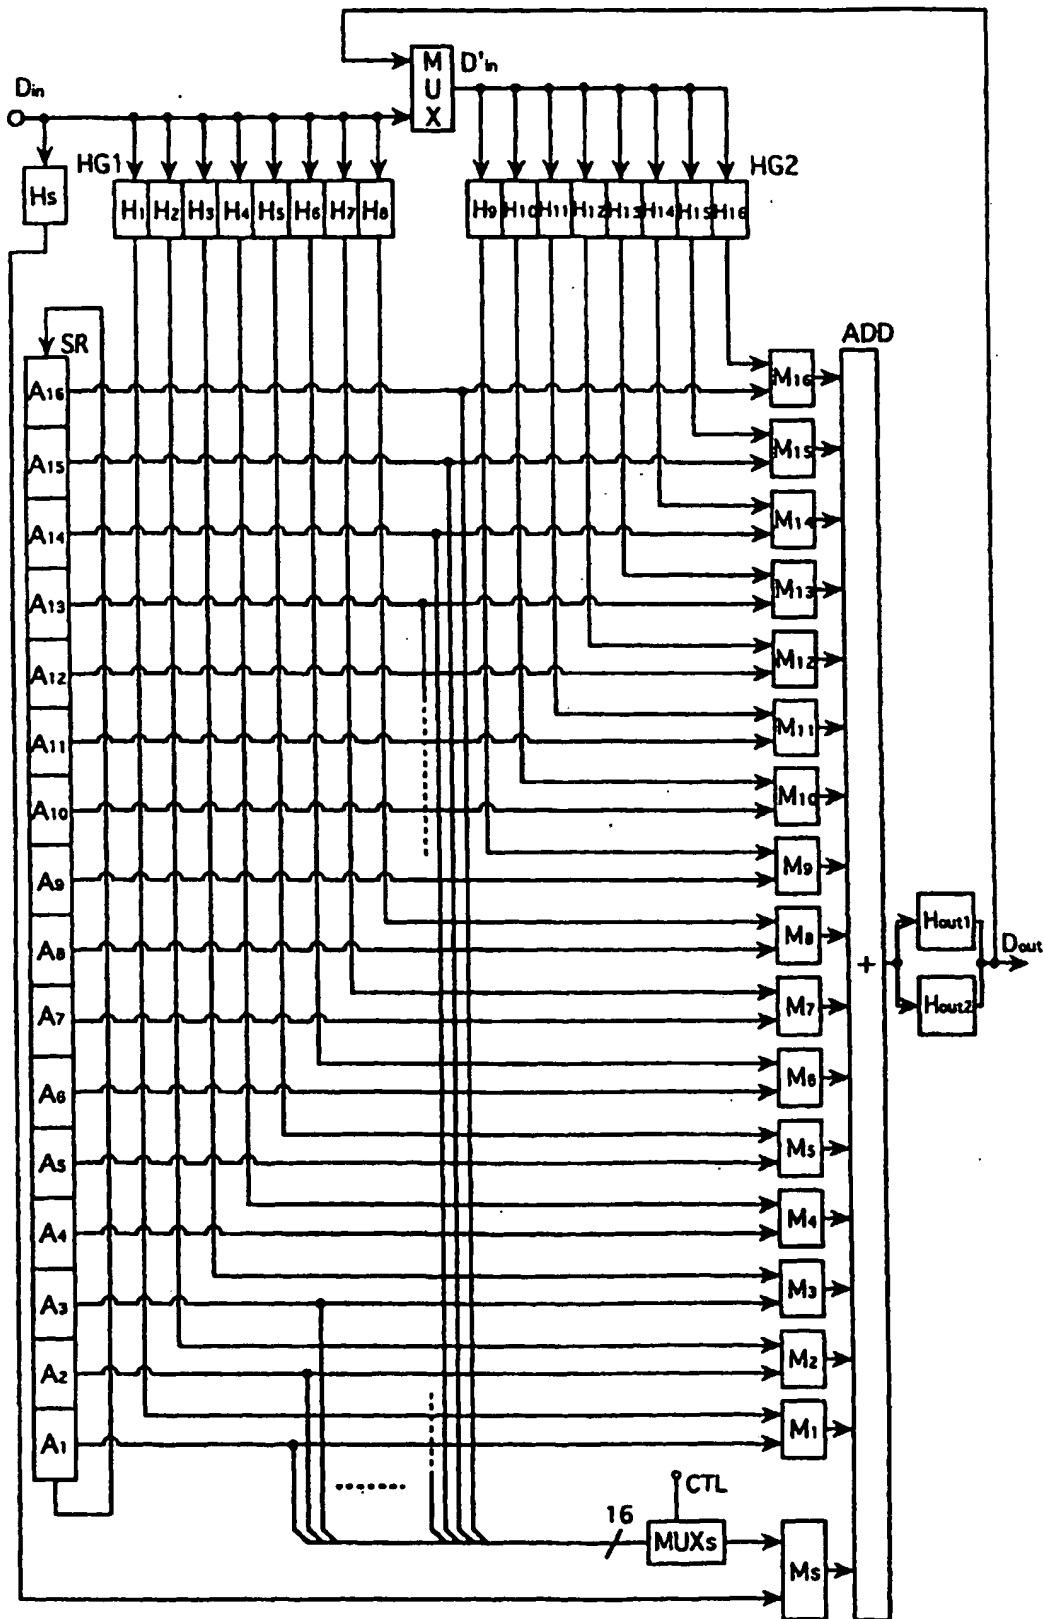 Din
MUX
D'in
HG1
HG2
Hs
H1 H2 H3 H4 H5 H6 H7 H8
H9 H10 H11 H12 H13 H14 H15 H16
SR
ADD
A16
M16
A15
M15
A14
M14
A13
M13
A12
M12
A11
M11
A10
M10
A9
M9
A8
M8
Hout1
Dout
+
Hout2
A7
M7
A6
M6
A5
M5
A4
M4
A3
M3
A2
M2
A1
M1
CTL
16
MUXs
Ms